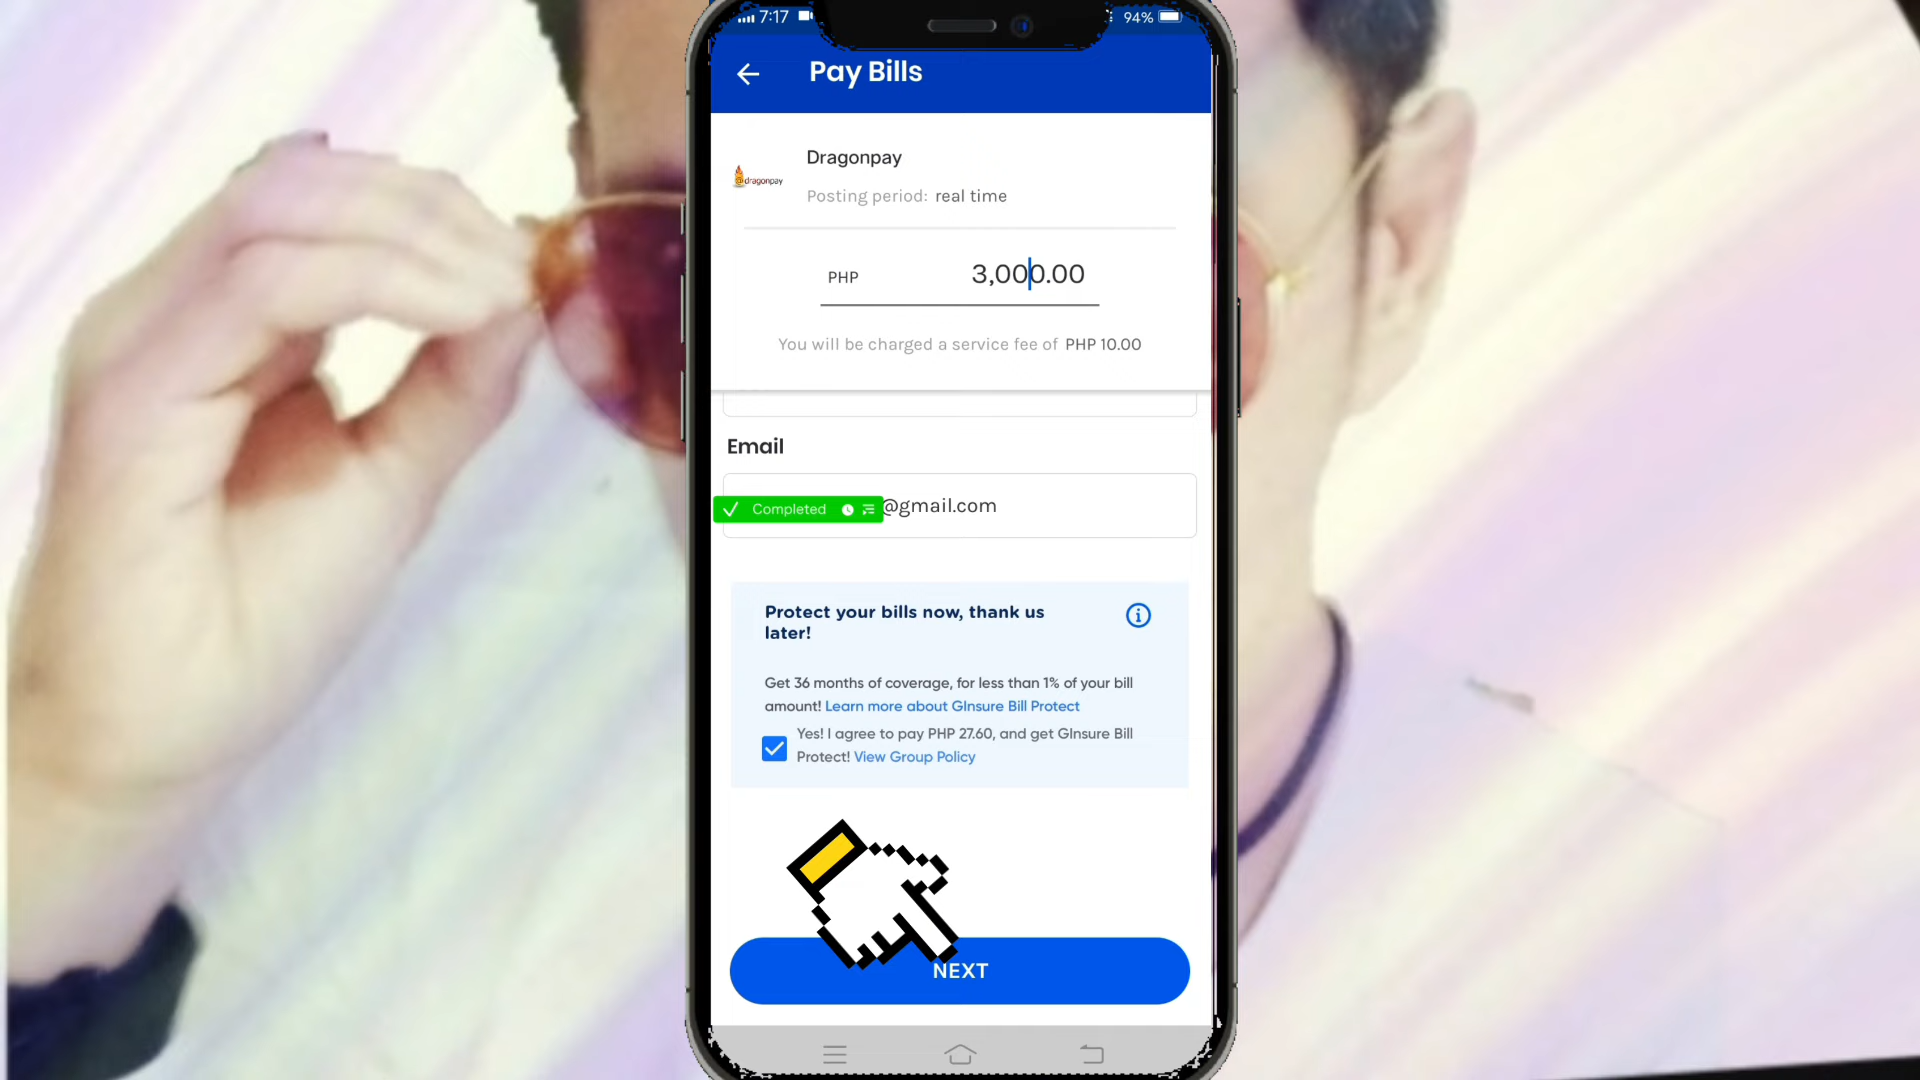 7:17
94%
Pay Bills
Dragonpay
dragonpay
Posting period: real time
PHP 3,000.00
You will be charged a service fee of PHP 10.00
Email
Completed
@gmail.com
Protect your bills now, thank us
later!
Get 36 months of coverage, for less than 1% of your bill
amount! Learn more about GInsure Bill Protect
Yes! I agree to pay PHP 27.60, and get GInsure Bill
Protect! View Group Policy
NEXT